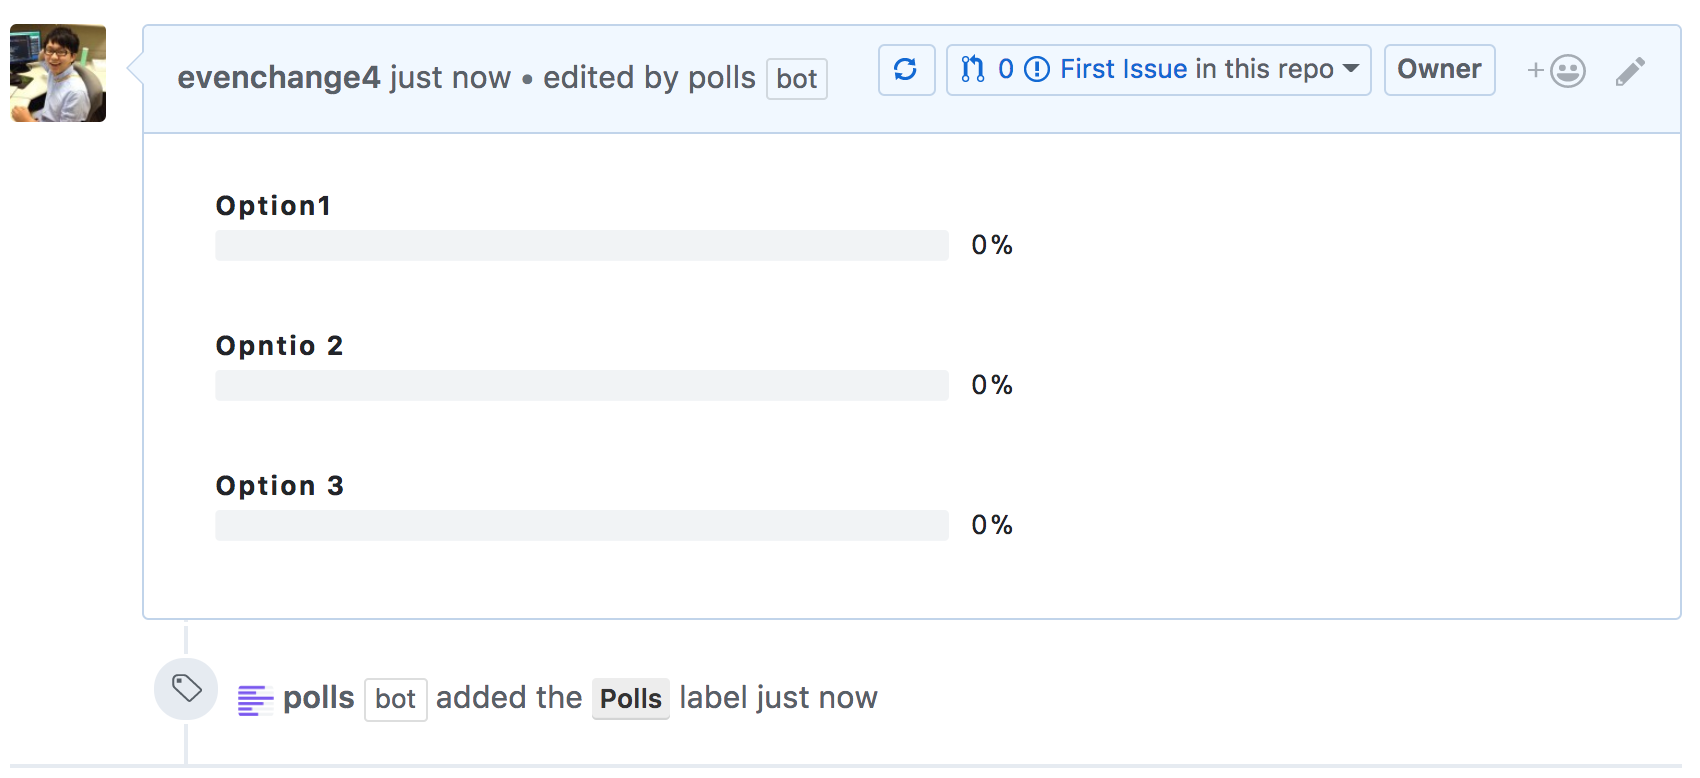 evenchange4 just now • edited by polls bot 0 First Issue in this repo Owner +
Option1
0%
Opntio 2
0%
Option 3
0%
polls bot added the Polls label just now